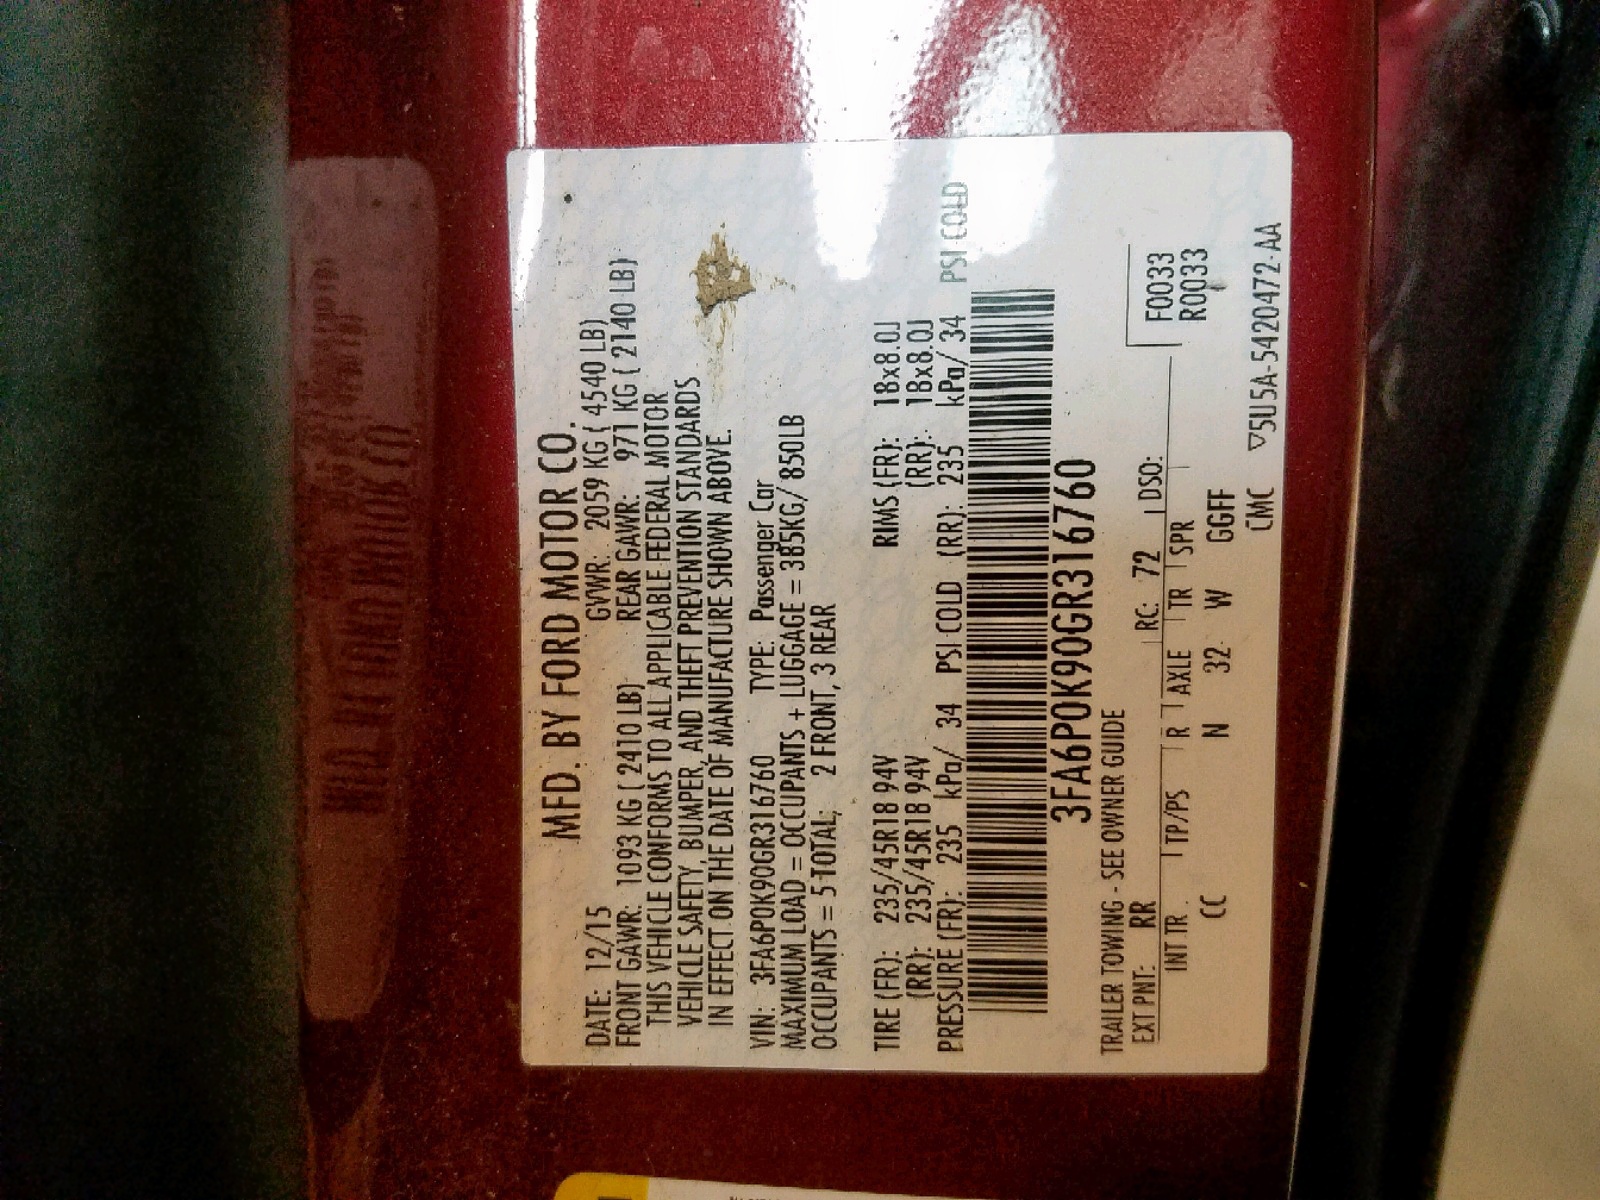 MFD. BY FORD MOTOR CO.
DATE: 12/15 GVWR: 2059 KG ( 4540 LB)
FRONT GAWR: 1093 KG ( 2410 LB) REAR GAWR: 971 KG ( 2140 LB)
THIS VEHICLE CONFORMS TO ALL APPLICABLE FEDERAL MOTOR
VEHICLE SAFETY, BUMPER, AND THEFT PREVENTION STANDARDS
IN EFFECT ON THE DATE OF MANUFACTURE SHOWN ABOVE.
VIN: 3FA6P0K90GR316760 TYPE: Passenger Car
MAXIMUM LOAD = OCCUPANTS + LUGGAGE = 385KG/ 850LB
OCCUPANTS = 5 TOTAL; 2 FRONT, 3 REAR
TIRE (FR): 235/45R18 94V RIMS (FR): 18x8.0J
(RR): 235/45R18 94V (RR): 18x8.0J
PRESSURE (FR): 235 kPa/ 34 PSI COLD (RR): 235 kPa/ 34 PSI COLD
3FA6P0K90GR316760
TRAILER TOWING - SEE OWNER GUIDE
F0033
EXT PNT: RR RC: 72 DSO:
R0033
INT TR TP/PS R AXLE TR SPR
CC N 32 W GGFF
CMC ▽5U5A-5420472-AA